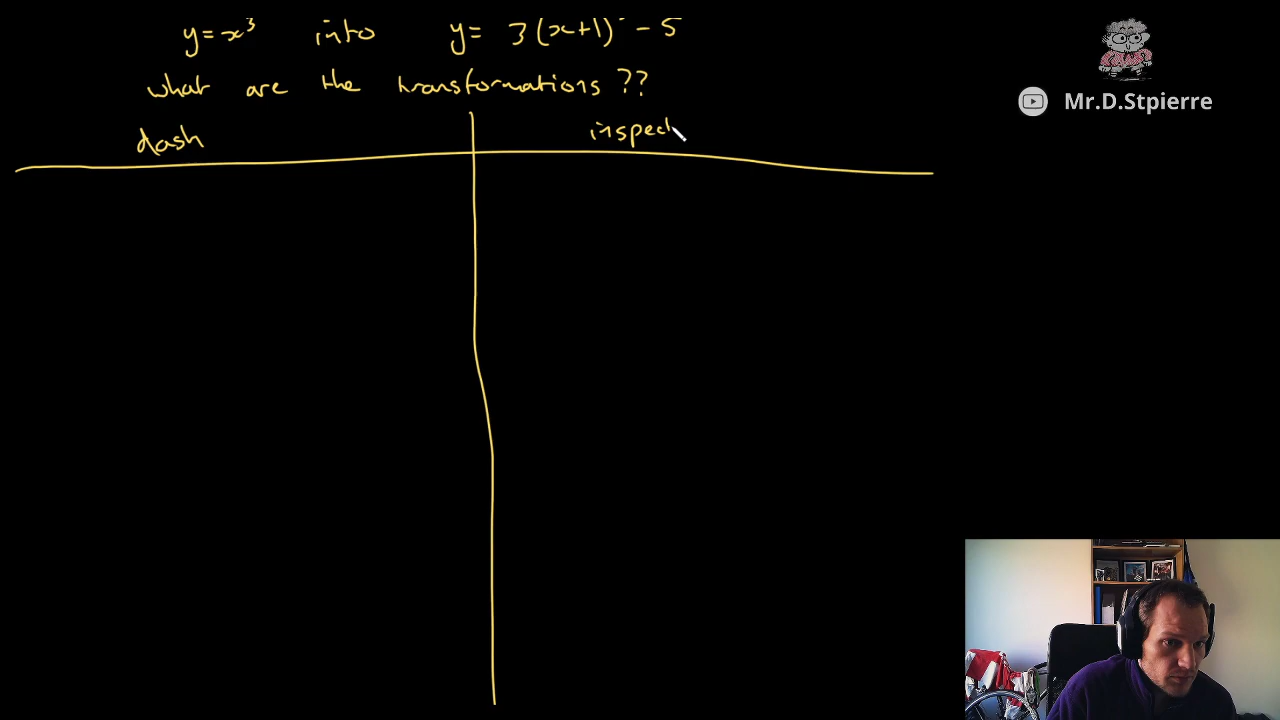 y = x³ into y = 3(x+1) - 5
what are the transformations ??
dash inspect
Mr.D.Stpierre